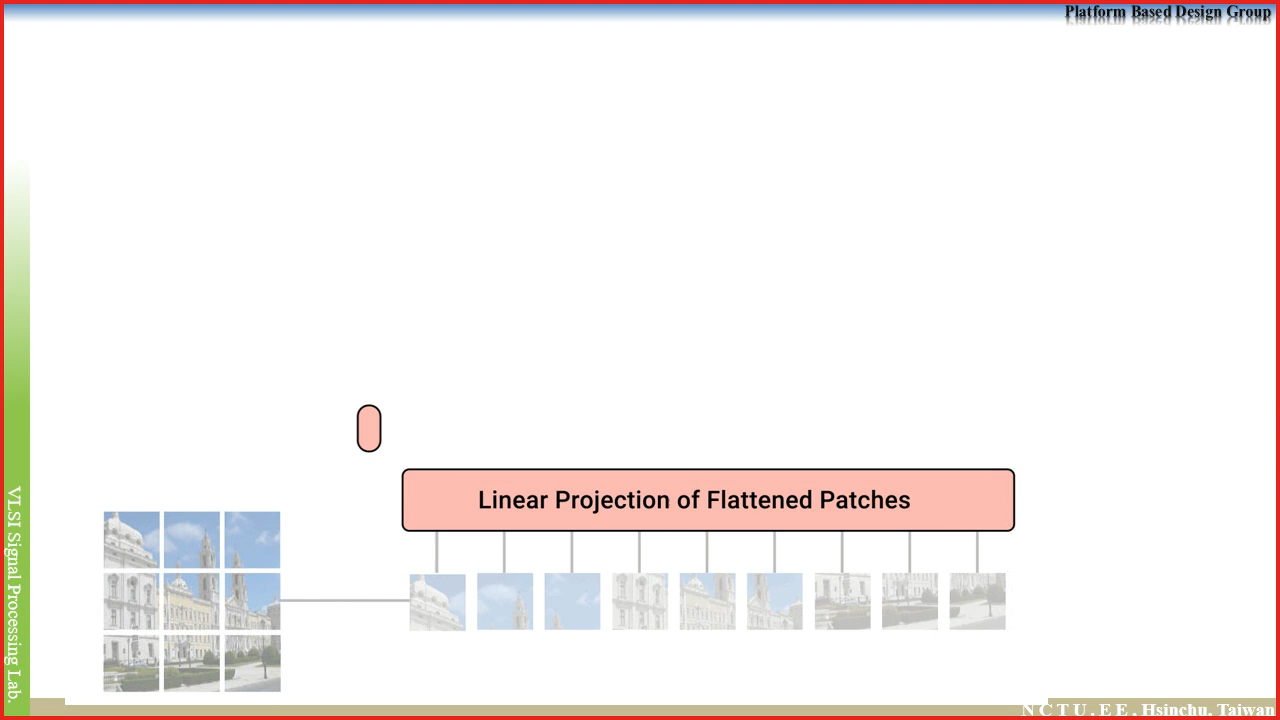 Platform Based Design Group
Linear Projection of Flattened Patches
VLSI Signal Processing Lab.
N C T U . E E , Hsinchu, Taiwan